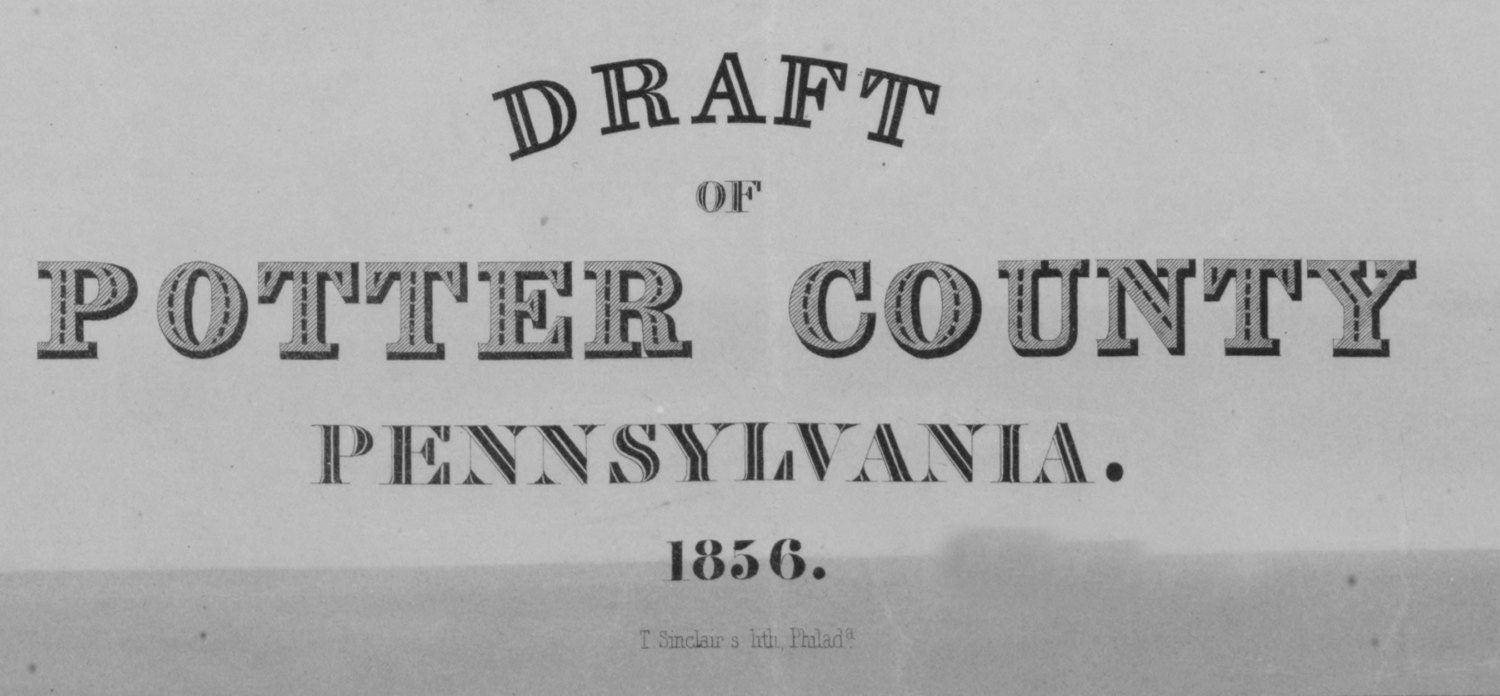 DRAFT
OF
POTTER COUNTY
PENNSYLVANIA.
1856.
T. Sinclair's lith, Philadª.